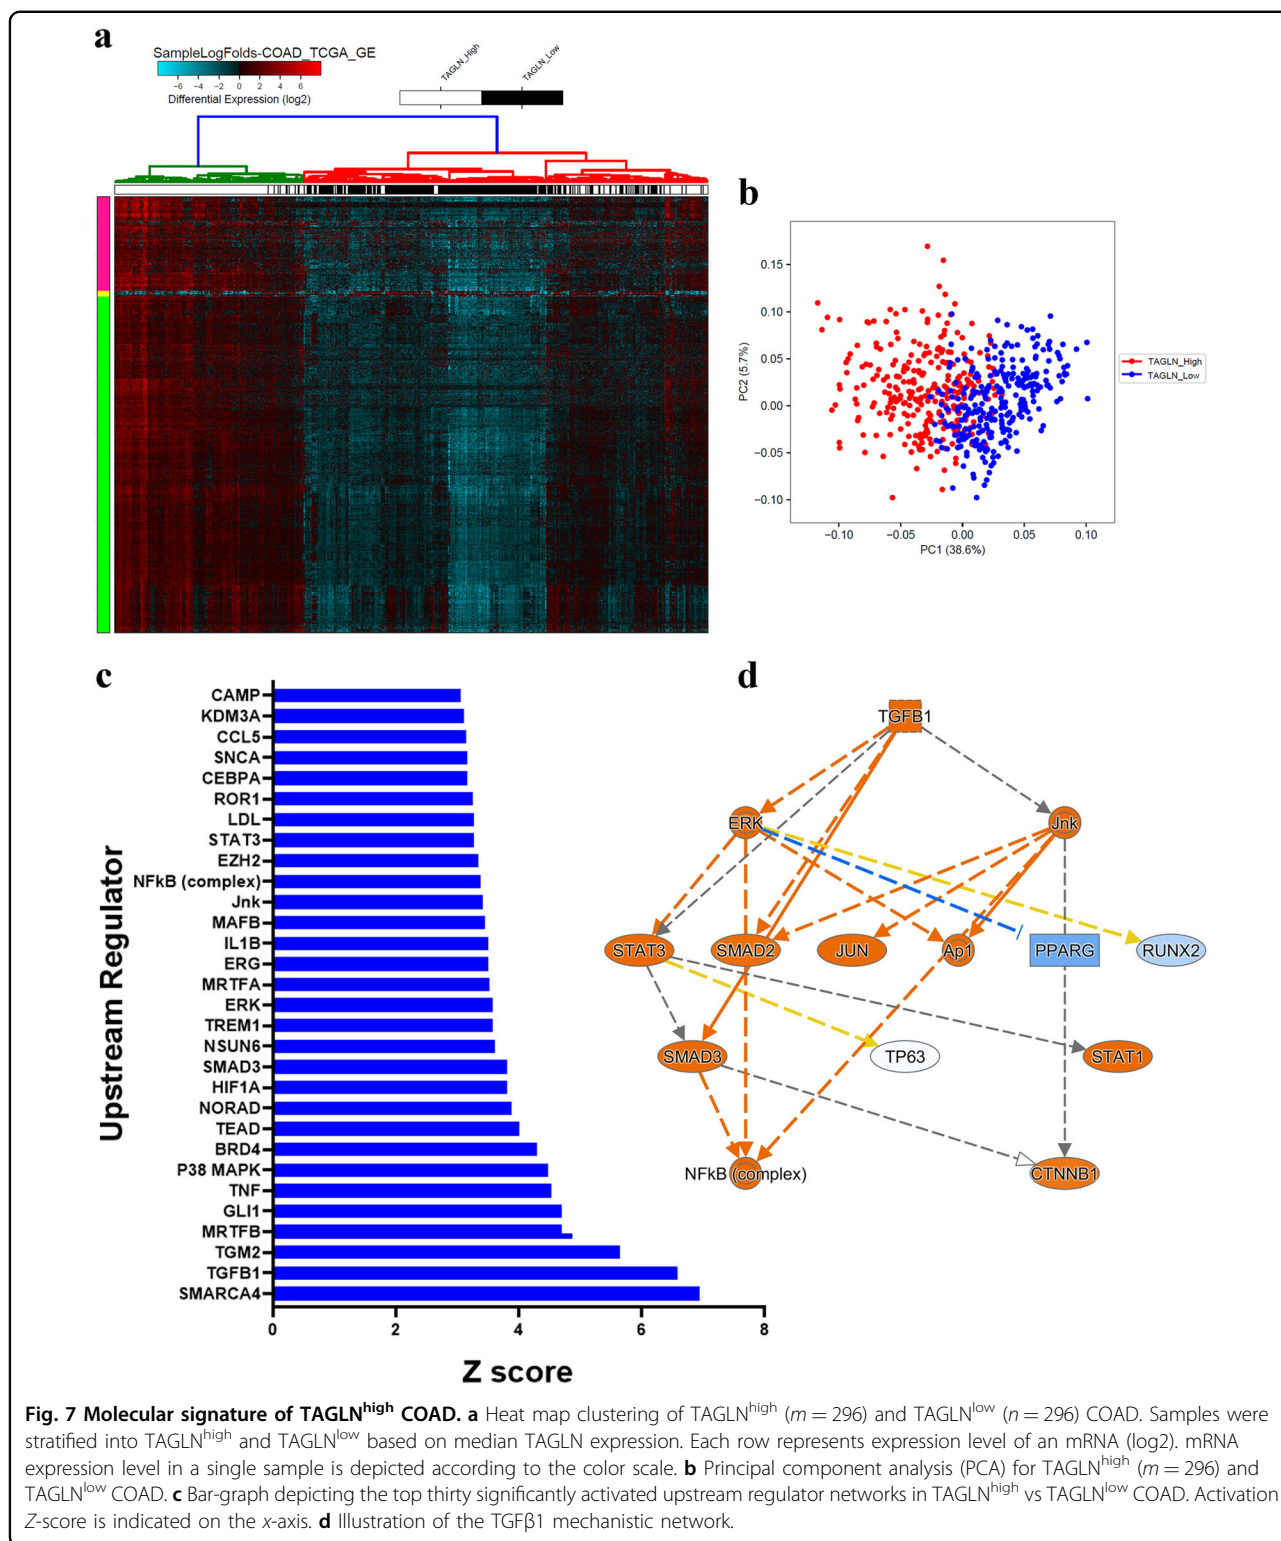 a
SampleLogFolds-COAD_TCGA_GE
−6 −4 −2 0 2 4 6
Differential Expression (log2)
TAGLN_High
TAGLN_Low
b
0.15
0.10
0.05
0.00
−0.05
−0.10
PC2 (5.7%)
−0.10 −0.05 0.00 0.05 0.10
PC1 (38.6%)
TAGLN_High
TAGLN_Low
c
Upstream Regulator
CAMP
KDM3A
CCL5
SNCA
CEBPA
ROR1
LDL
STAT3
EZH2
NFkB (complex)
Jnk
MAFB
IL1B
ERG
MRTFA
ERK
TREM1
NSUN6
SMAD3
HIF1A
NORAD
TEAD
BRD4
P38 MAPK
TNF
GLI1
MRTFB
TGM2
TGFB1
SMARCA4
0 2 4 6 8
Z score
d
TGFB1
ERK Jnk
STAT3 SMAD2 JUN Ap1 PPARG RUNX2
SMAD3 TP63 STAT1
NFkB (complex) CTNNB1
Fig. 7 Molecular signature of TAGLNhigh COAD. a Heat map clustering of TAGLNhigh (m = 296) and TAGLNlow (n = 296) COAD. Samples were
stratified into TAGLNhigh and TAGLNlow based on median TAGLN expression. Each row represents expression level of an mRNA (log2). mRNA
expression level in a single sample is depicted according to the color scale. b Principal component analysis (PCA) for TAGLNhigh (m = 296) and
TAGLNlow COAD. c Bar-graph depicting the top thirty significantly activated upstream regulator networks in TAGLNhigh vs TAGLNlow COAD. Activation
Z-score is indicated on the x-axis. d Illustration of the TGFβ1 mechanistic network.